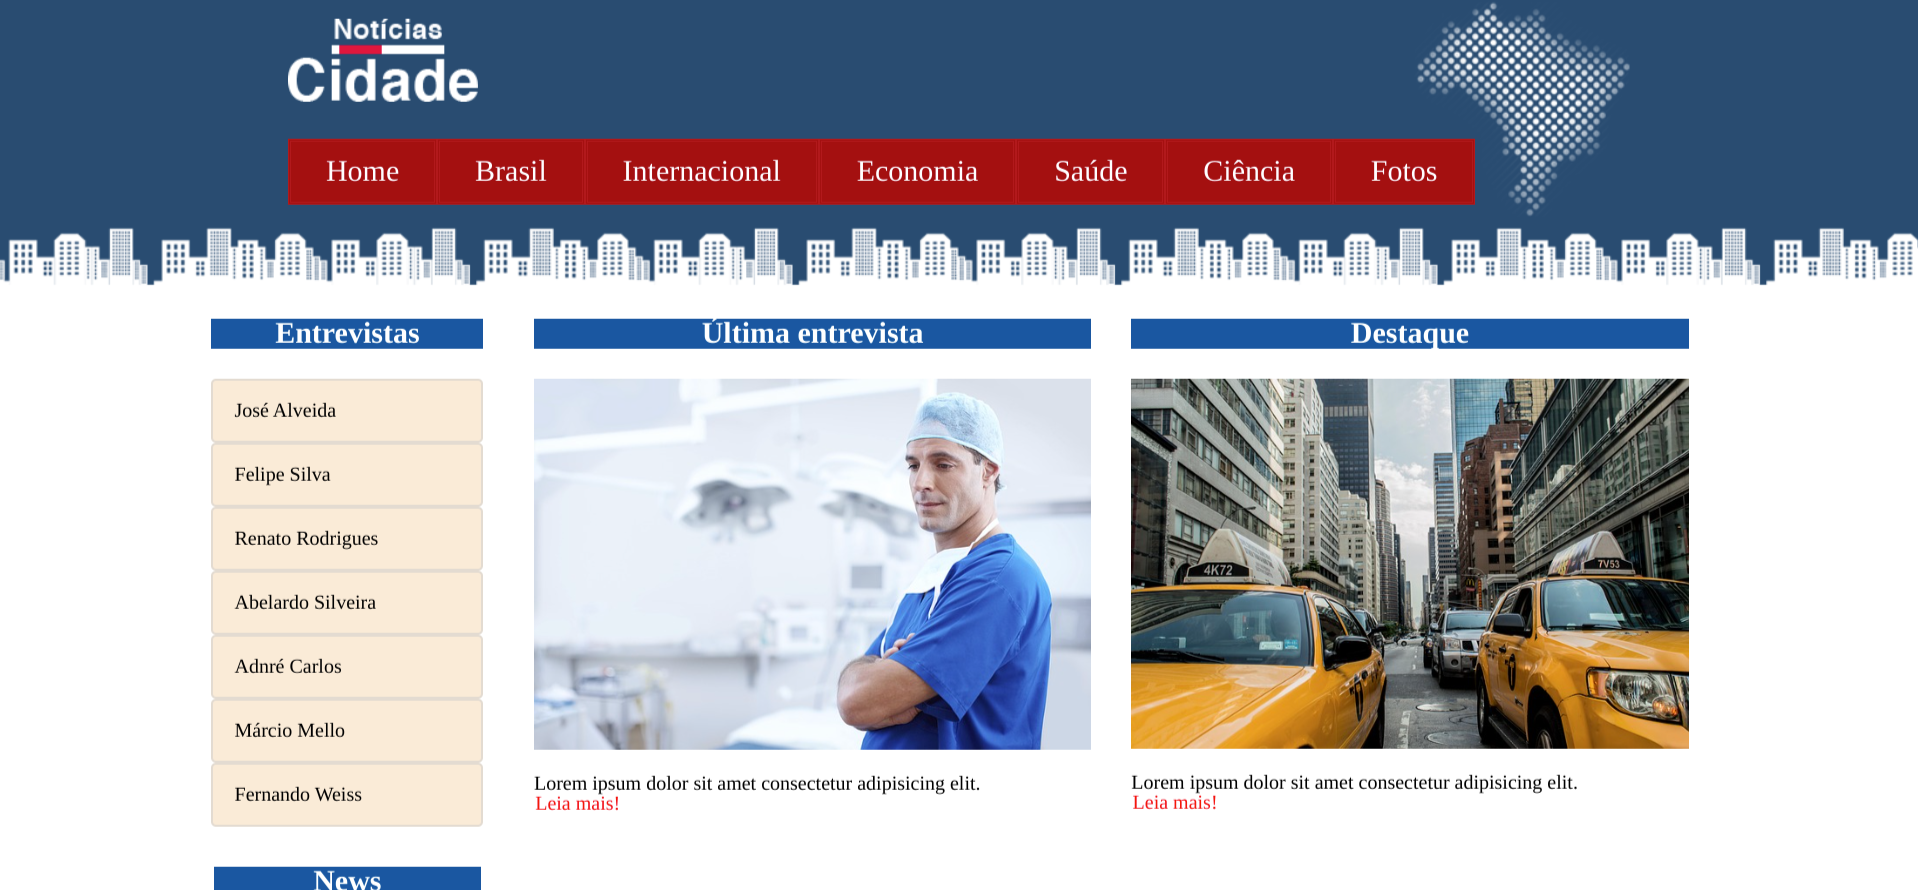 Notícias
Cidade
Home Brasil Internacional Economia Saúde Ciência Fotos
Entrevistas
José Alveida
Felipe Silva
Renato Rodrigues
Abelardo Silveira
Adnré Carlos
Márcio Mello
Fernando Weiss
News
Última entrevista
Lorem ipsum dolor sit amet consectetur adipisicing elit.
Leia mais!
Destaque
4K72
7V53
Lorem ipsum dolor sit amet consectetur adipisicing elit.
Leia mais!